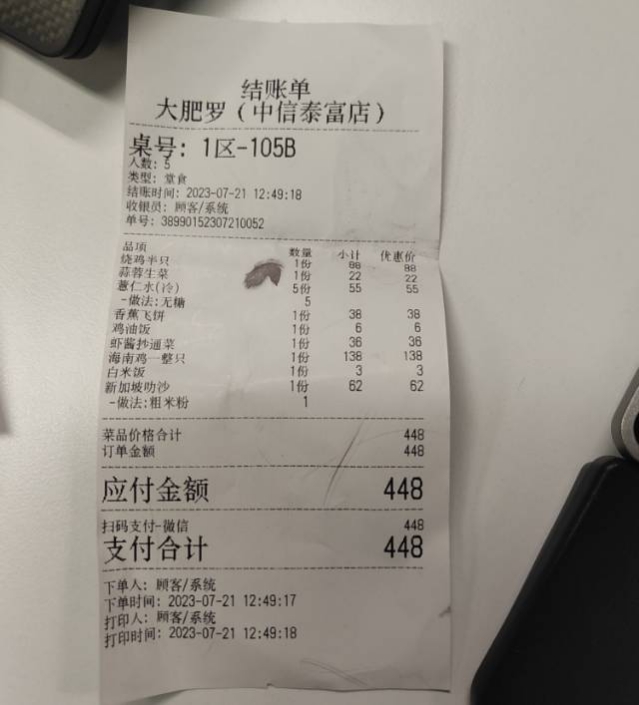 结账单
大肥罗（中信泰富店）
桌号: 1区-105B
人数: 5
类型: 堂食
结账时间: 2023-07-21 12:49:18
收银员: 顾客/系统
单号: 38990152307210052
品项 数量 小计 优惠价
烧鸡半只 1份 88 88
蒜蓉生菜 1份 22 22
薏仁水(冷) 5份 55 55
-做法:无糖 5
香蕉飞饼 1份 38 38
鸡油饭 1份 6 6
虾酱抄通菜 1份 36 36
海南鸡一整只 1份 138 138
白米饭 1份 3 3
新加坡叻沙 1份 62 62
-做法:粗米粉 1
菜品价格合计 448
订单金额 448
应付金额 448
扫码支付-微信 448
支付合计 448
下单人: 顾客/系统
下单时间: 2023-07-21 12:49:17
打印人: 顾客/系统
打印时间: 2023-07-21 12:49:18